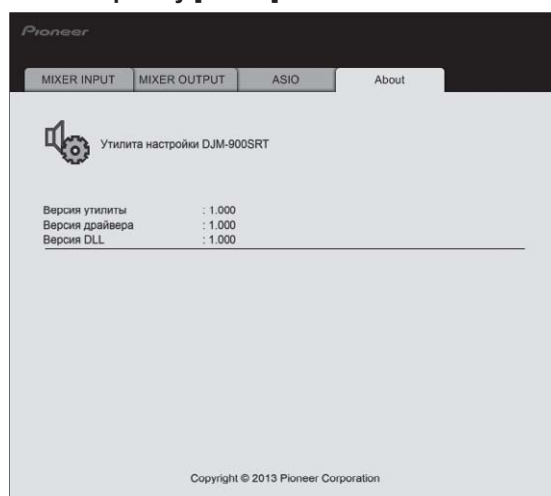 Pioneer
MIXER INPUT MIXER OUTPUT ASIO About
Утилита настройки DJM-900SRT
Версия утилиты : 1.000
Версия драйвера : 1.000
Версия DLL : 1.000
Copyright © 2013 Pioneer Corporation